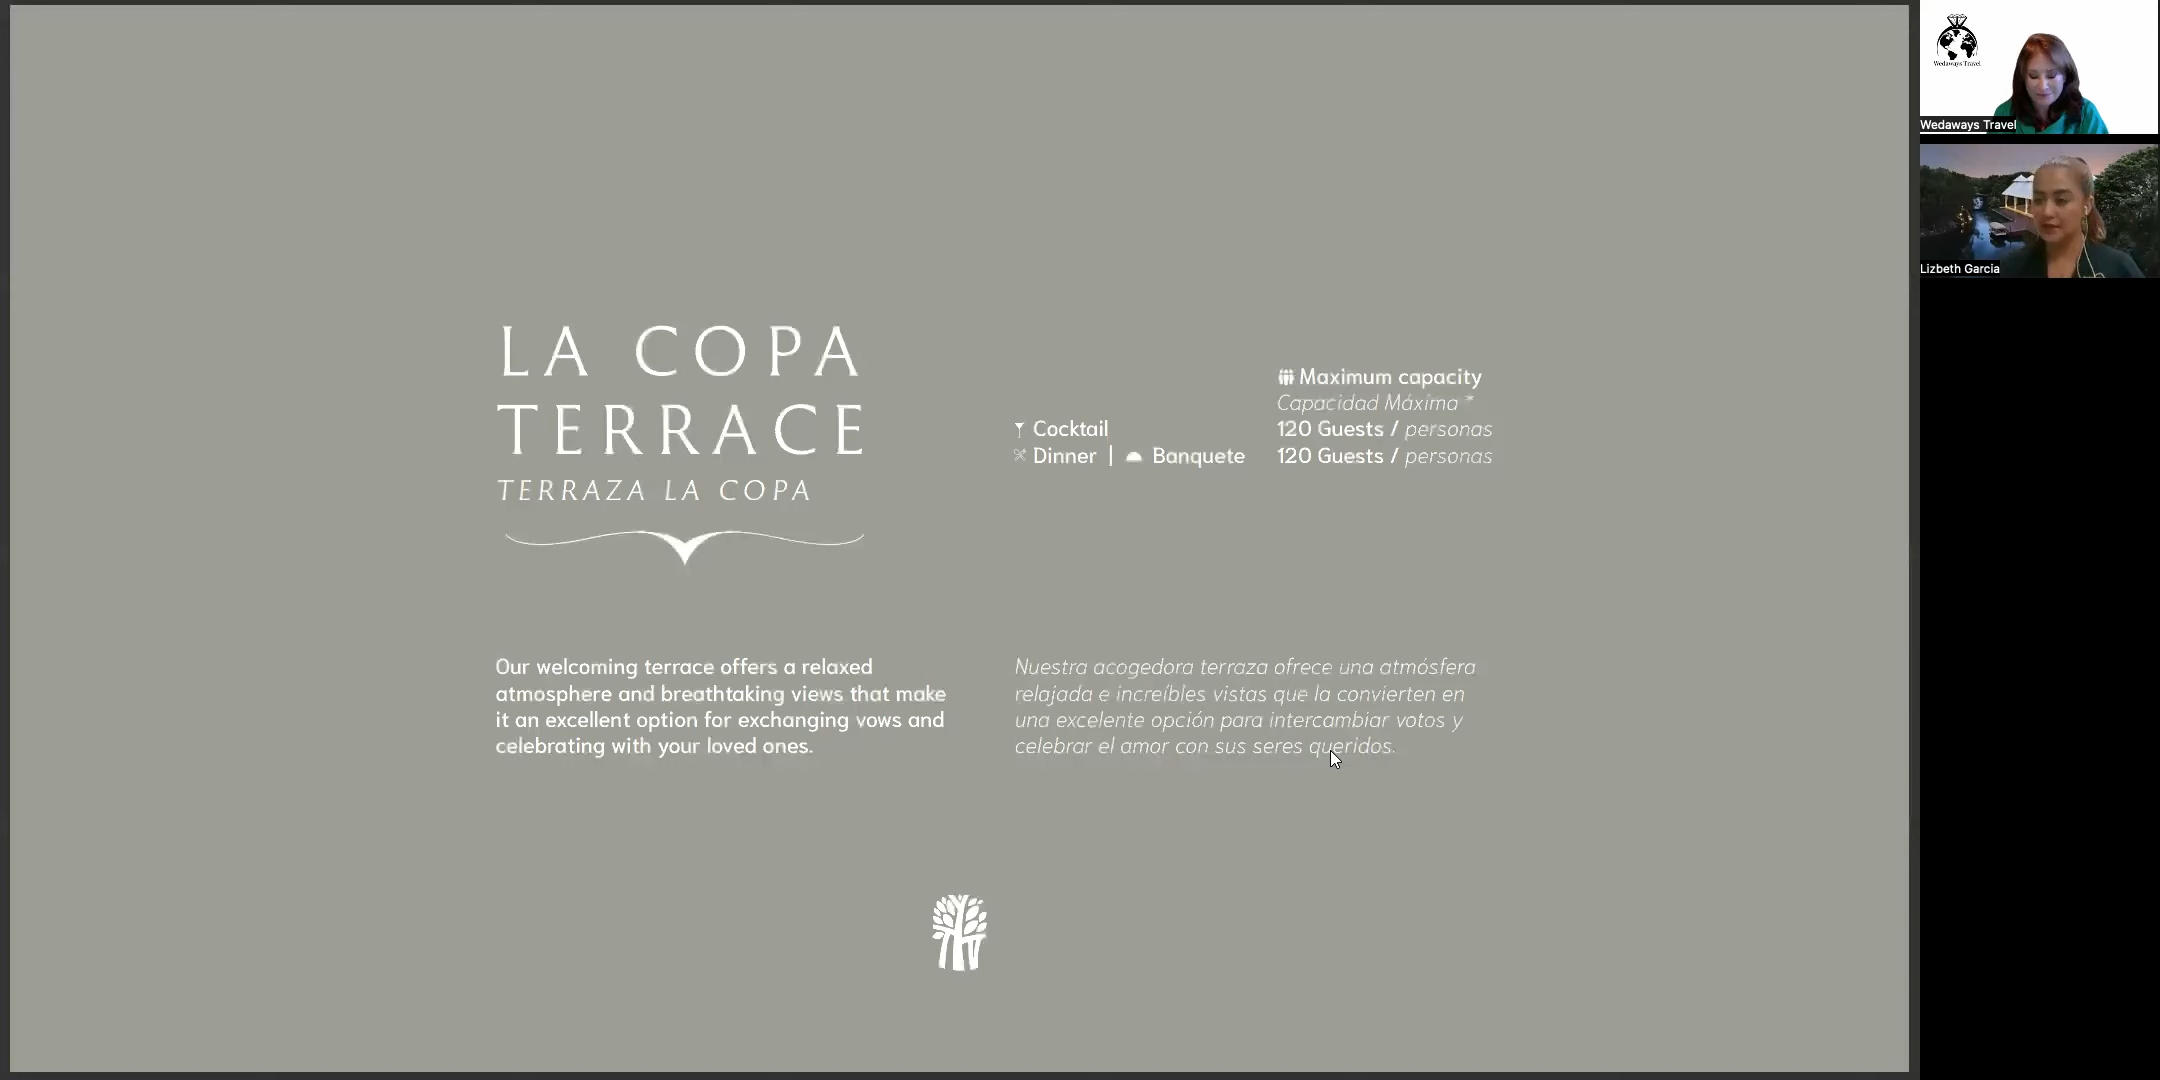 LA COPA
TERRACE
TERRAZA LA COPA
Maximum capacity
Capacidad Máxima *
Cocktail 120 Guests / personas
Dinner | Banquete 120 Guests / personas
Our welcoming terrace offers a relaxed
atmosphere and breathtaking views that make
it an excellent option for exchanging vows and
celebrating with your loved ones.
Nuestra acogedora terraza ofrece una atmósfera
relajada e increíbles vistas que la convierten en
una excelente opción para intercambiar votos y
celebrar el amor con sus seres queridos.
Wedaways Travel
Wedaways Travel
Lizbeth Garcia